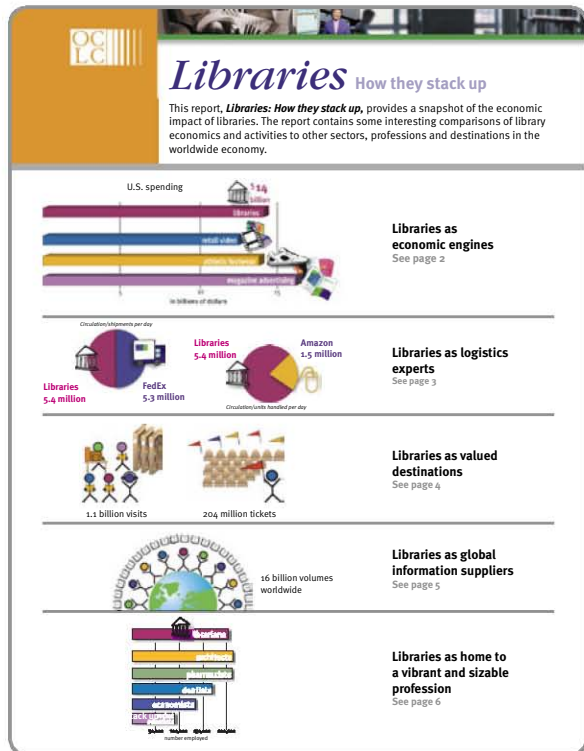 OC
LC
Libraries How they stack up
This report, Libraries: How they stack up, provides a snapshot of the economic
impact of libraries. The report contains some interesting comparisons of library
economics and activities to other sectors, professions and destinations in the
worldwide economy.
U.S. spending
$14
billion
libraries
retail video
athletic footwear
magazine advertising
5
10
15
in billions of dollars
Libraries as
economic engines
See page 2
Circulation/shipments per day
Libraries
5.4 million
FedEx
5.3 million
Libraries
5.4 million
Amazon
1.5 million
Circulation/units handled per day
Libraries as logistics
experts
See page 3
1.1 billion visits
204 million tickets
Libraries as valued
destinations
See page 4
16 billion volumes
worldwide
Libraries as global
information suppliers
See page 5
librarians
architects
pharmacists
dentists
economists
number employed
Libraries as home to
a vibrant and sizable
profession
See page 6